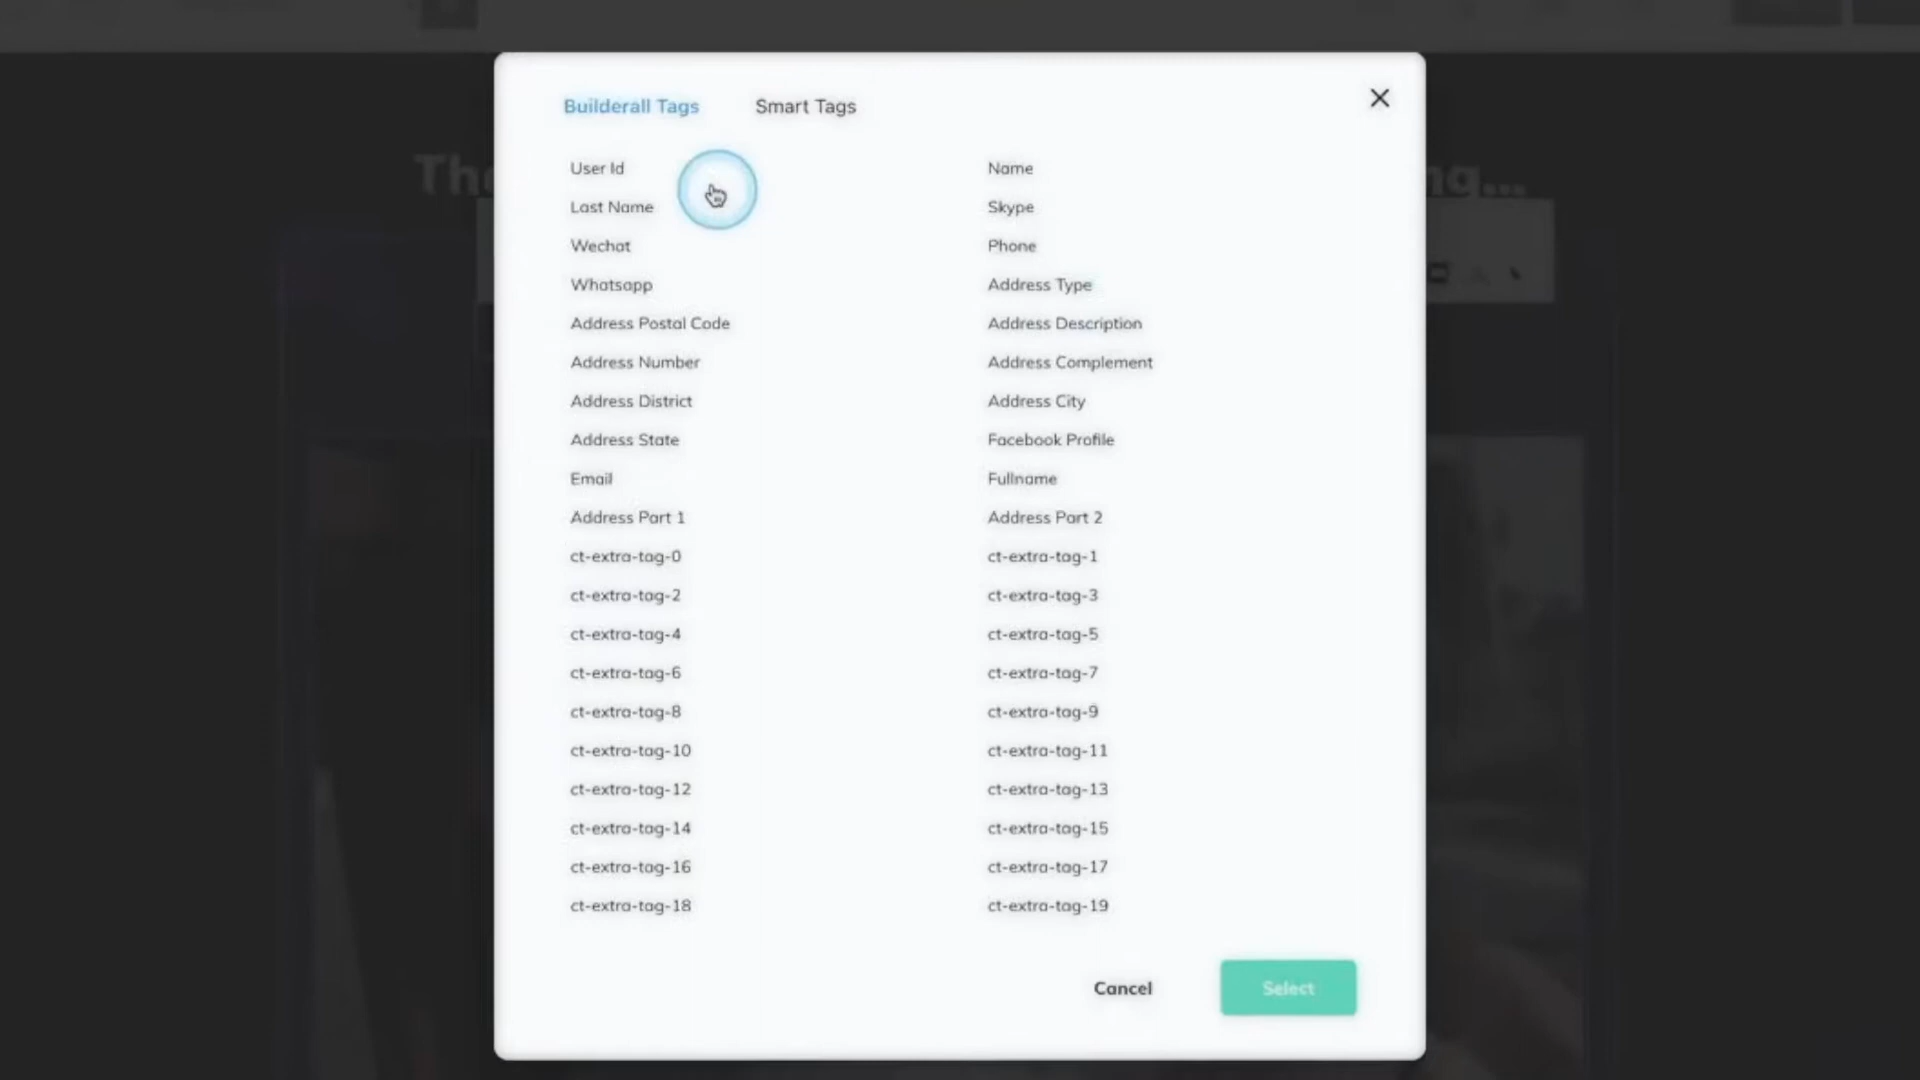 Builderall Tags Smart Tags
User Id Name
Last Name Skype
Wechat Phone
Whatsapp Address Type
Address Postal Code Address Description
Address Number Address Complement
Address District Address City
Address State Facebook Profile
Email Fullname
Address Part 1 Address Part 2
ct-extra-tag-0 ct-extra-tag-1
ct-extra-tag-2 ct-extra-tag-3
ct-extra-tag-4 ct-extra-tag-5
ct-extra-tag-6 ct-extra-tag-7
ct-extra-tag-8 ct-extra-tag-9
ct-extra-tag-10 ct-extra-tag-11
ct-extra-tag-12 ct-extra-tag-13
ct-extra-tag-14 ct-extra-tag-15
ct-extra-tag-16 ct-extra-tag-17
ct-extra-tag-18 ct-extra-tag-19
Cancel Select